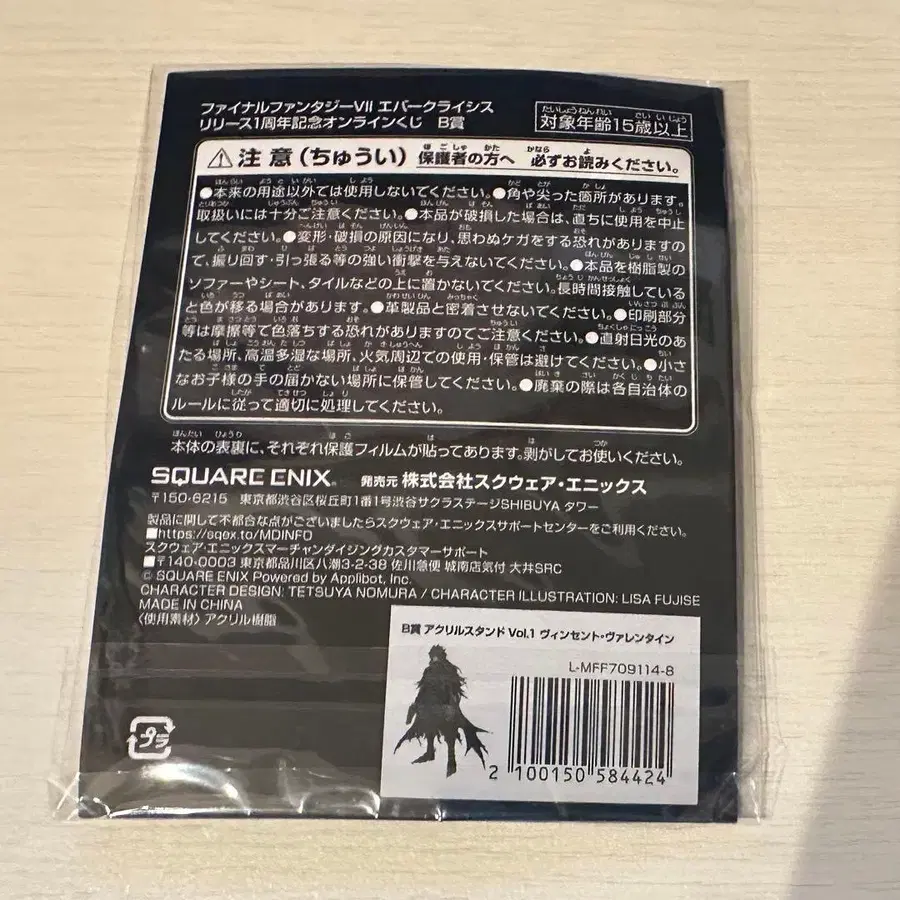 ファイナルファンタジーVII エバークライシス
リリース1周年記念オンラインくじ　B賞
対象年齢15歳以上
⚠注意(ちゅうい) 保護者の方へ 必ずお読みください。
●本来の用途以外では使用しないでください。●角や尖った箇所があります。
取扱いには十分ご注意ください。●本品が破損した場合は、直ちに使用を中止
してください。●変形・破損の原因になり、思わぬケガをする恐れがありますの
で、振り回す・引っ張る等の強い衝撃を与えないでください。●本品を樹脂製の
ソファーやシート、タイルなどの上に置かないでください。長時間接触している
と色が移る場合があります。●革製品と密着させないでください。●印刷部分
等は摩擦等で色落ちする恐れがありますのでご注意ください。●直射日光のあ
たる場所、高温多湿な場所、火気周辺での使用・保管は避けてください。●小さ
なお子様の手の届かない場所に保管してください。●廃棄の際は各自治体の
ルールに従って適切に処理してください。
本体の表裏に、それぞれ保護フィルムが貼ってあります。剥がしてお使いください。
SQUARE ENIX. 発売元 株式会社スクウェア・エニックス
〒150-6215　東京都渋谷区桜丘町1番1号渋谷サクラステージSHIBUYA タワー
製品に関して不都合な点がございましたらスクウェア・エニックスサポートセンターをご利用ください。
■https://sqex.to/MDINFO
スクウェア・エニックスマーチャンダイジングカスタマーサポート
■〒140-0003 東京都品川区八潮3-2-38 佐川急便 城南店気付 大井SRC
© SQUARE ENIX Powered by Applibot, Inc.
CHARACTER DESIGN: TETSUYA NOMURA / CHARACTER ILLUSTRATION: LISA FUJISE
MADE IN CHINA
〈使用素材〉アクリル樹脂
B賞 アクリルスタンド Vol.1 ヴィンセント・ヴァレンタイン
L-MFF709114-8
2 100150 584424
プラ